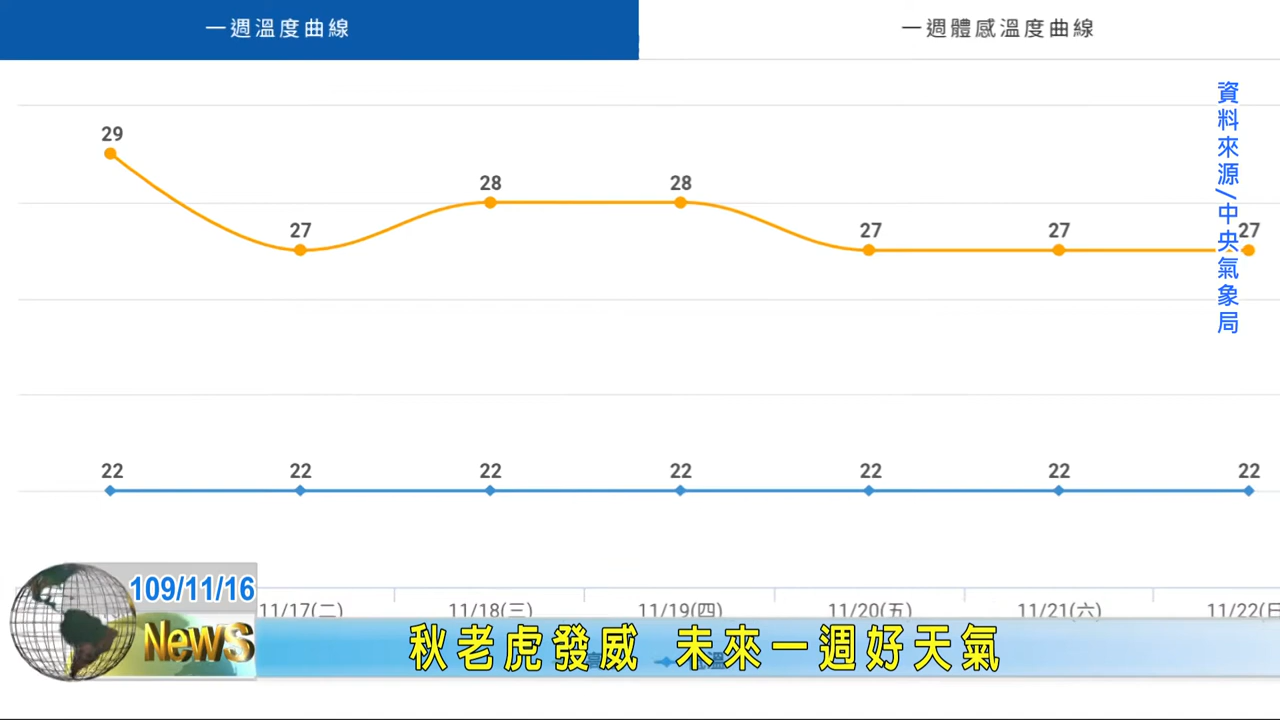 一週溫度曲線
一週體感溫度曲線
資料來源/中央氣象局
29
27
28
28
27
27
27
22
22
22
22
22
22
22
11/17(二)
11/18(三)
11/19(四)
11/20(五)
11/21(六)
11/22(日
109/11/16
NewS
秋老虎發威 未來一週好天氣